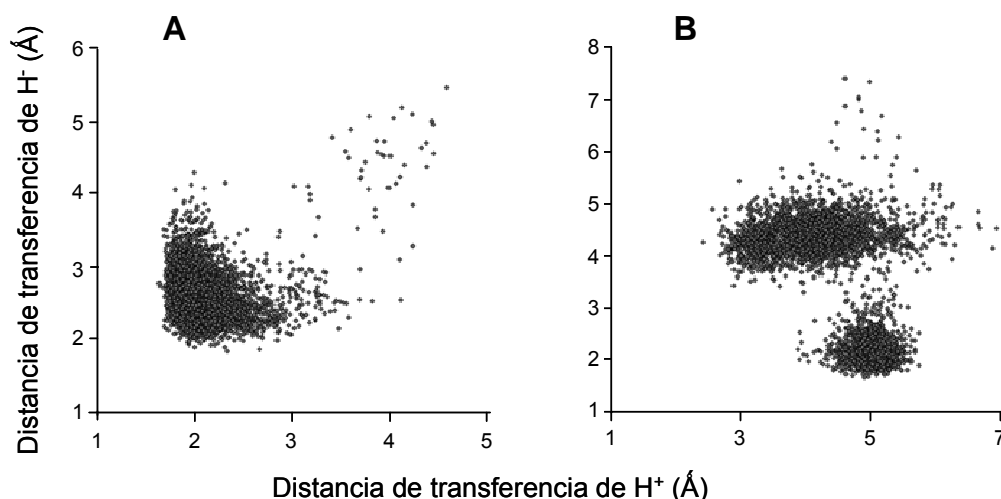 A
B
Distancia de transferencia de H⁻ (Å)
6
5
4
3
2
1
1 2 3 4 5
8
7
6
5
4
3
2
1
1 3 5 7
Distancia de transferencia de H⁺ (Å)